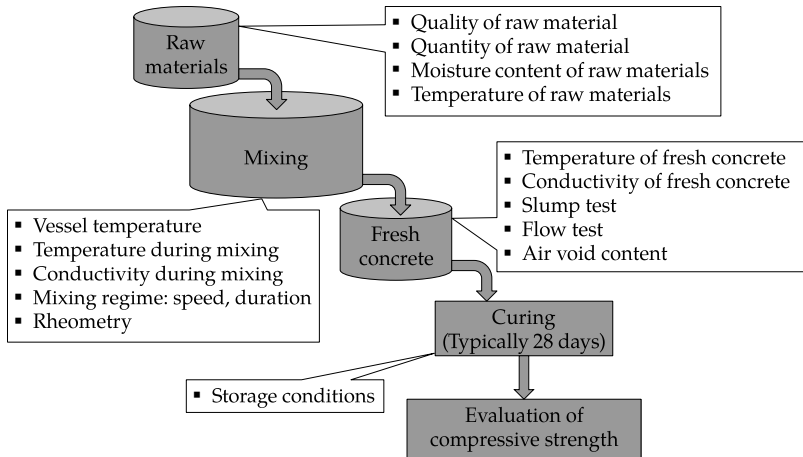 Raw
materials
▪ Quality of raw material
▪ Quantity of raw material
▪ Moisture content of raw materials
▪ Temperature of raw materials
Mixing
▪ Vessel temperature
▪ Temperature during mixing
▪ Conductivity during mixing
▪ Mixing regime: speed, duration
▪ Rheometry
Fresh
concrete
▪ Temperature of fresh concrete
▪ Conductivity of fresh concrete
▪ Slump test
▪ Flow test
▪ Air void content
Curing
(Typically 28 days)
▪ Storage conditions
Evaluation of
compressive strength